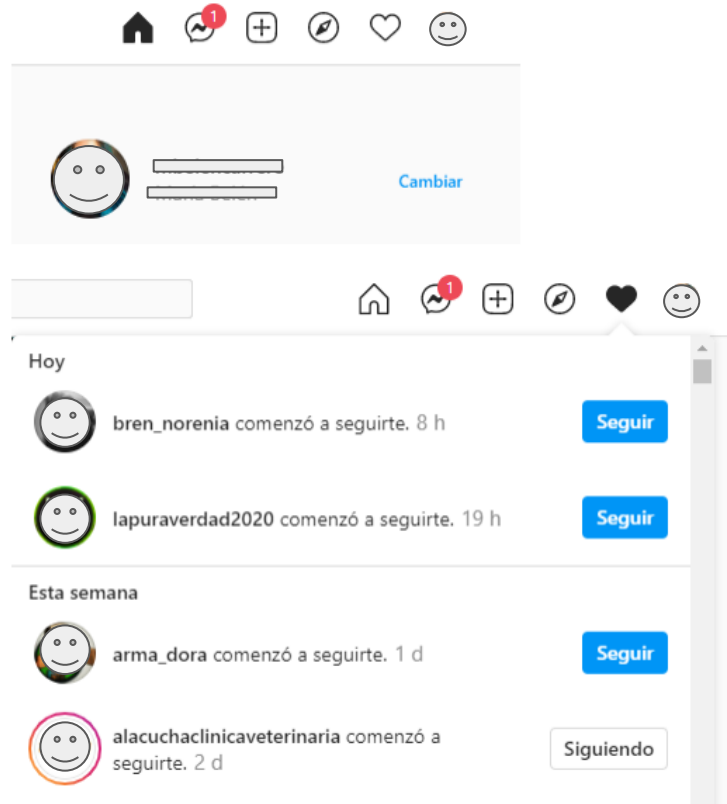 1
Cambiar
1
Hoy
bren_norenia comenzó a seguirte. 8 h
Seguir
lapuraverdad2020 comenzó a seguirte. 19 h
Seguir
Esta semana
arma_dora comenzó a seguirte. 1 d
Seguir
alacuchaclinicaveterinaria comenzó a
seguirte. 2 d
Siguiendo